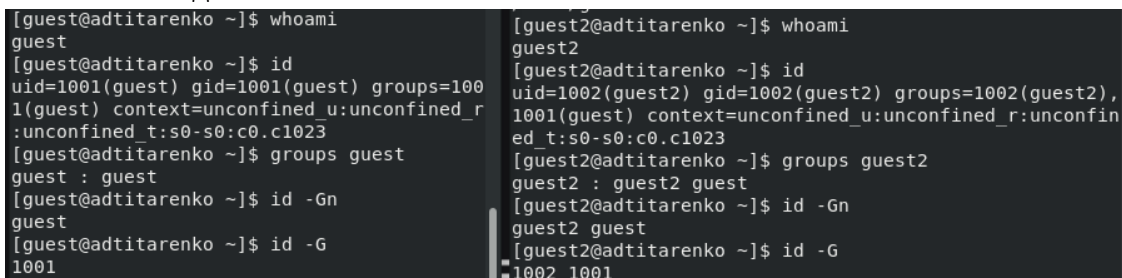 [guest@adtitarenko ~]$ whoami
guest
[guest@adtitarenko ~]$ id
uid=1001(guest) gid=1001(guest) groups=100
1(guest) context=unconfined_u:unconfined_r
:unconfined_t:s0-s0:c0.c1023
[guest@adtitarenko ~]$ groups guest
guest : guest
[guest@adtitarenko ~]$ id -Gn
guest
[guest@adtitarenko ~]$ id -G
1001
[guest2@adtitarenko ~]$ whoami
guest2
[guest2@adtitarenko ~]$ id
uid=1002(guest2) gid=1002(guest2) groups=1002(guest2),
1001(guest) context=unconfined_u:unconfined_r:unconfin
ed_t:s0-s0:c0.c1023
[guest2@adtitarenko ~]$ groups guest2
guest2 : guest2 guest
[guest2@adtitarenko ~]$ id -Gn
guest2 guest
[guest2@adtitarenko ~]$ id -G
1002 1001